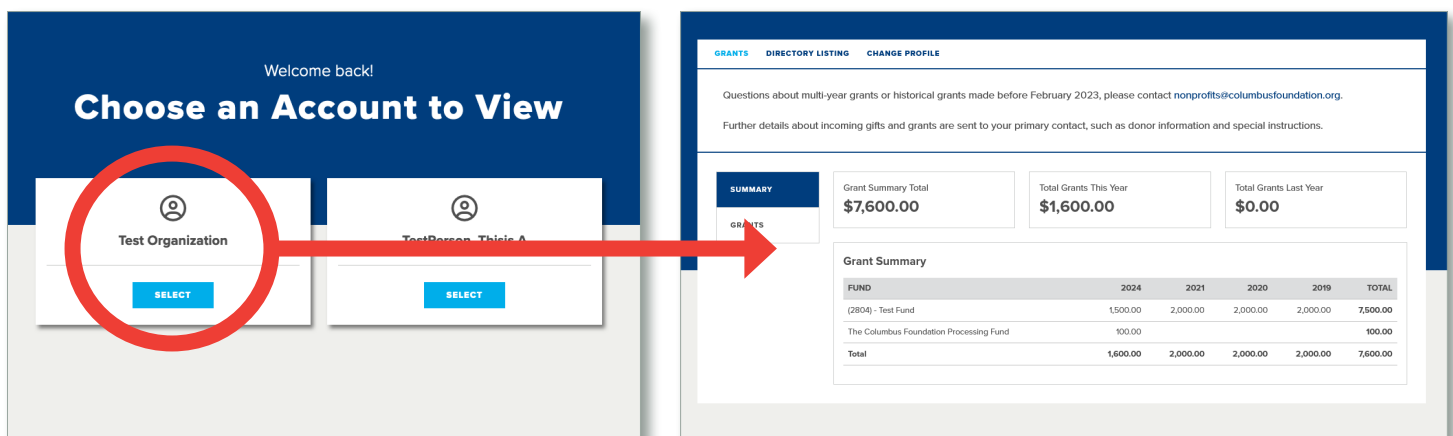 Welcome back!
Choose an Account to View
Test Organization
SELECT
TestPerson, Thisis A
SELECT
GRANTS DIRECTORY LISTING CHANGE PROFILE
Questions about multi-year grants or historical grants made before February 2023, please contact nonprofits@columbusfoundation.org.
Further details about incoming gifts and grants are sent to your primary contact, such as donor information and special instructions.
SUMMARY
GRANTS
Grant Summary Total
$7,600.00
Total Grants This Year
$1,600.00
Total Grants Last Year
$0.00
Grant Summary
FUND 2024 2021 2020 2019 TOTAL
(2804) - Test Fund 1,500.00 2,000.00 2,000.00 2,000.00 7,500.00
The Columbus Foundation Processing Fund 100.00 100.00
Total 1,600.00 2,000.00 2,000.00 2,000.00 7,600.00